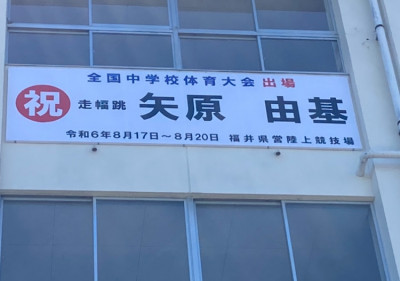 全国中学校体育大会 出場
祝 走幅跳 矢原 由基
令和6年8月17日～8月20日 福井県営陸上競技場